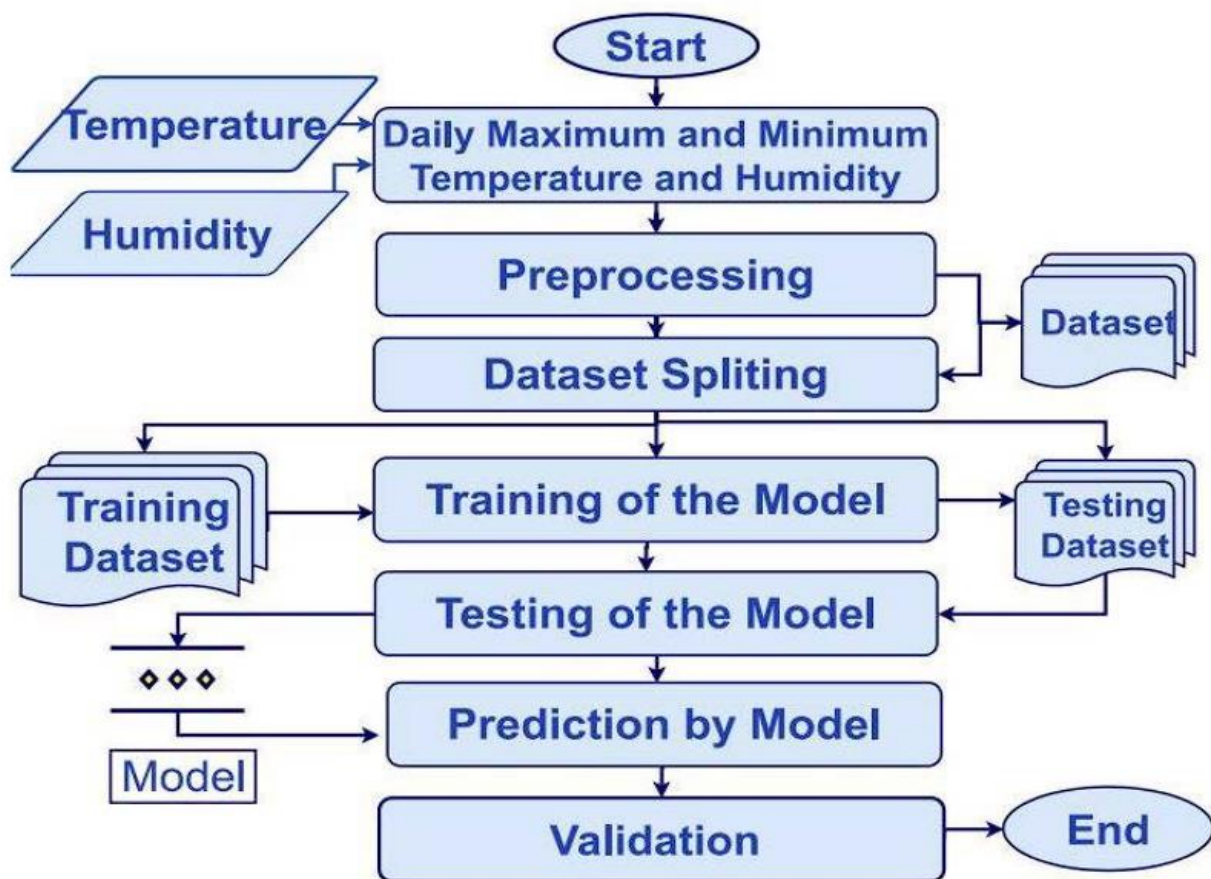 Start
Temperature
Daily Maximum and Minimum
Temperature and Humidity
Humidity
Preprocessing
Dataset
Dataset Spliting
Training
Dataset
Training of the Model
Testing
Dataset
Testing of the Model
Prediction by Model
Model
Validation
End